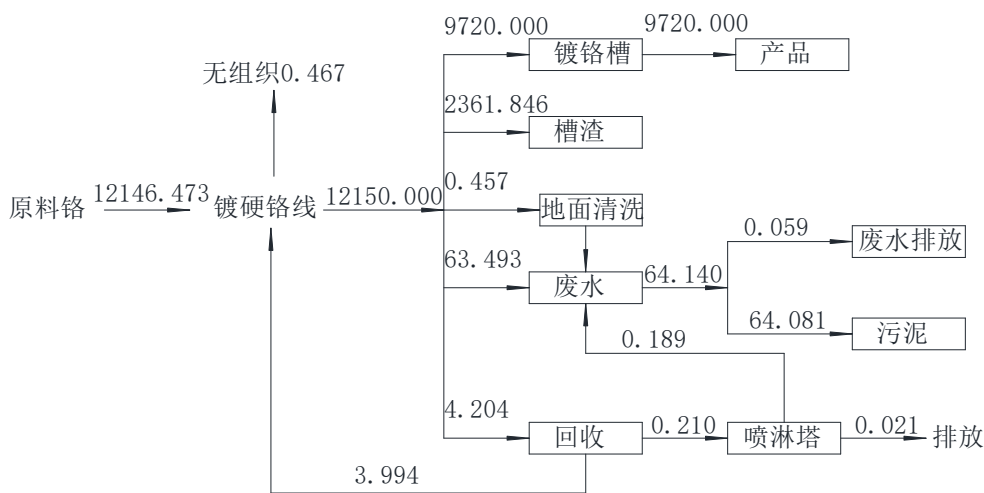 9720.000
镀铬槽
9720.000
产品
无组织0.467
2361.846
槽渣
原料铬
12146.473
镀硬铬线
12150.000
0.457
地面清洗
63.493
废水
64.140
0.059
废水排放
64.081
污泥
0.189
4.204
回收
0.210
喷淋塔
0.021
排放
3.994